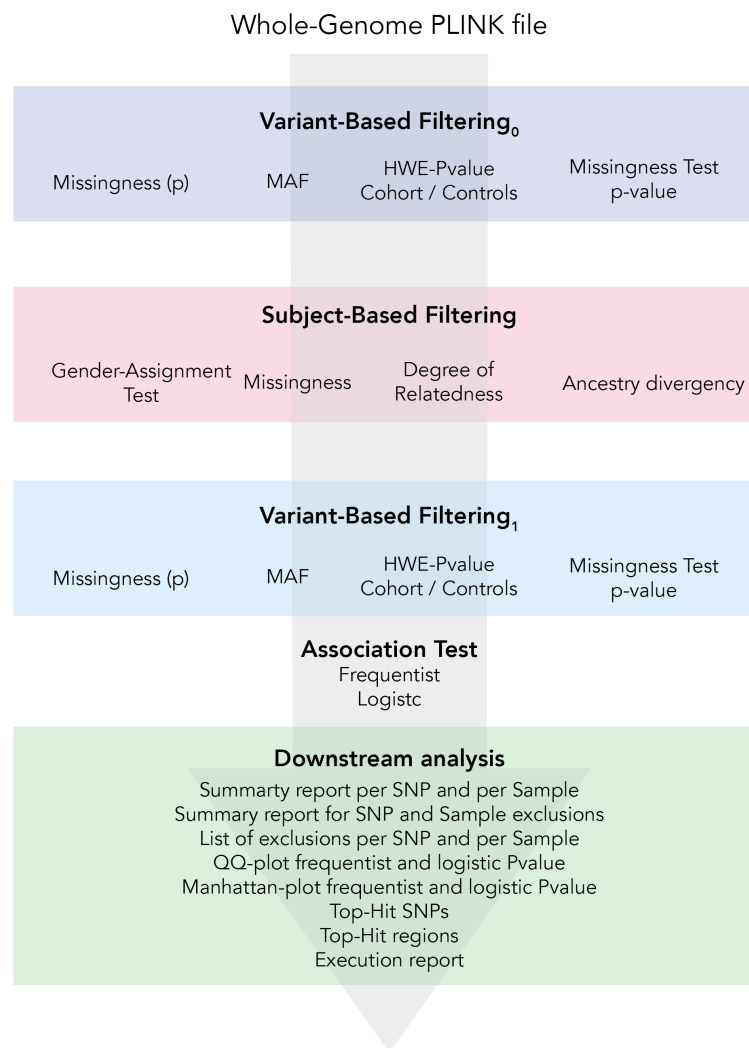 Whole-Genome PLINK file
Variant-Based Filtering0
Missingness (p)
MAF
HWE-Pvalue
Cohort / Controls
Missingness Test
p-value
Subject-Based Filtering
Gender-Assignment
Test
Missingness
Degree of
Relatedness
Ancestry divergency
Variant-Based Filtering1
Missingness (p)
MAF
HWE-Pvalue
Cohort / Controls
Missingness Test
p-value
Association Test
Frequentist
Logistc
Downstream analysis
Summarty report per SNP and per Sample
Summary report for SNP and Sample exclusions
List of exclusions per SNP and per Sample
QQ-plot frequentist and logistic Pvalue
Manhattan-plot frequentist and logistic Pvalue
Top-Hit SNPs
Top-Hit regions
Execution report